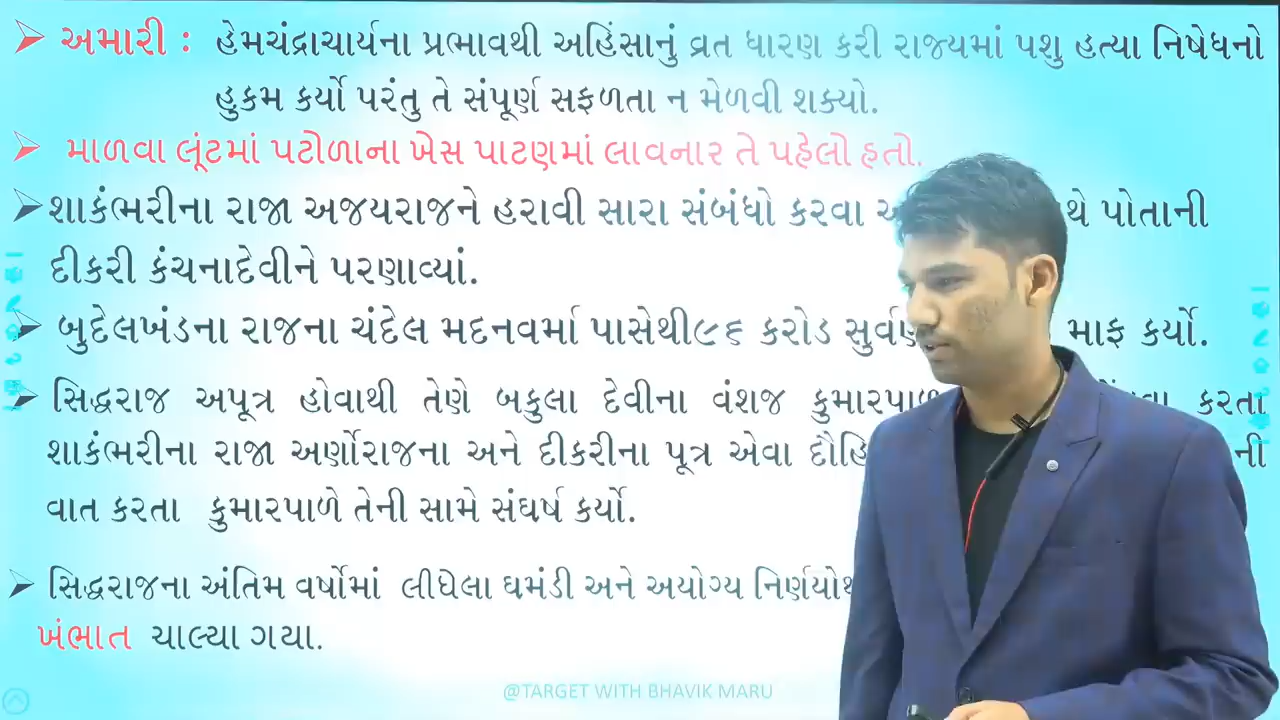 અમારી : હેમચંદ્રાચાર્યના પ્રભાવથી અહિંસાનું વ્રત ધારણ કરી રાજ્યમાં પશુ હત્યા નિષેધનો
હુકમ કર્યો પરંતુ તે સંપૂર્ણ સફળતા ન મેળવી શક્યો.
માળવા લૂંટમાં પટોળાના ખેસ પાટણમાં લાવનાર તે પહેલો હતો.
શાકંભરીના રાજા અજયરાજને હરાવી સારા સંબંધો કરવા પોતાની
દીકરી કંચનાદેવીને પરણાવ્યાં.
બુદેલખંડના રાજના ચંદેલ મદનવર્મા પાસેથી૯૬ કરોડ માફ કર્યો.
સિદ્ધરાજ અપૂત્ર હોવાથી તેણે બકુલા દેવીના વંશજ કરતા
શાકંભરીના રાજા અર્ણોરાજના અને દીકરીના પૂત્ર એવા
વાત કરતા કુમારપાળે તેની સામે સંઘર્ષ કર્યો.
સિદ્ધરાજના અંતિમ વર્ષોમાં લીધેલા ઘમંડી અને અયોગ્ય
ખંભાત ચાલ્યા ગયા.
@TARGET WITH BHAVIK MARU